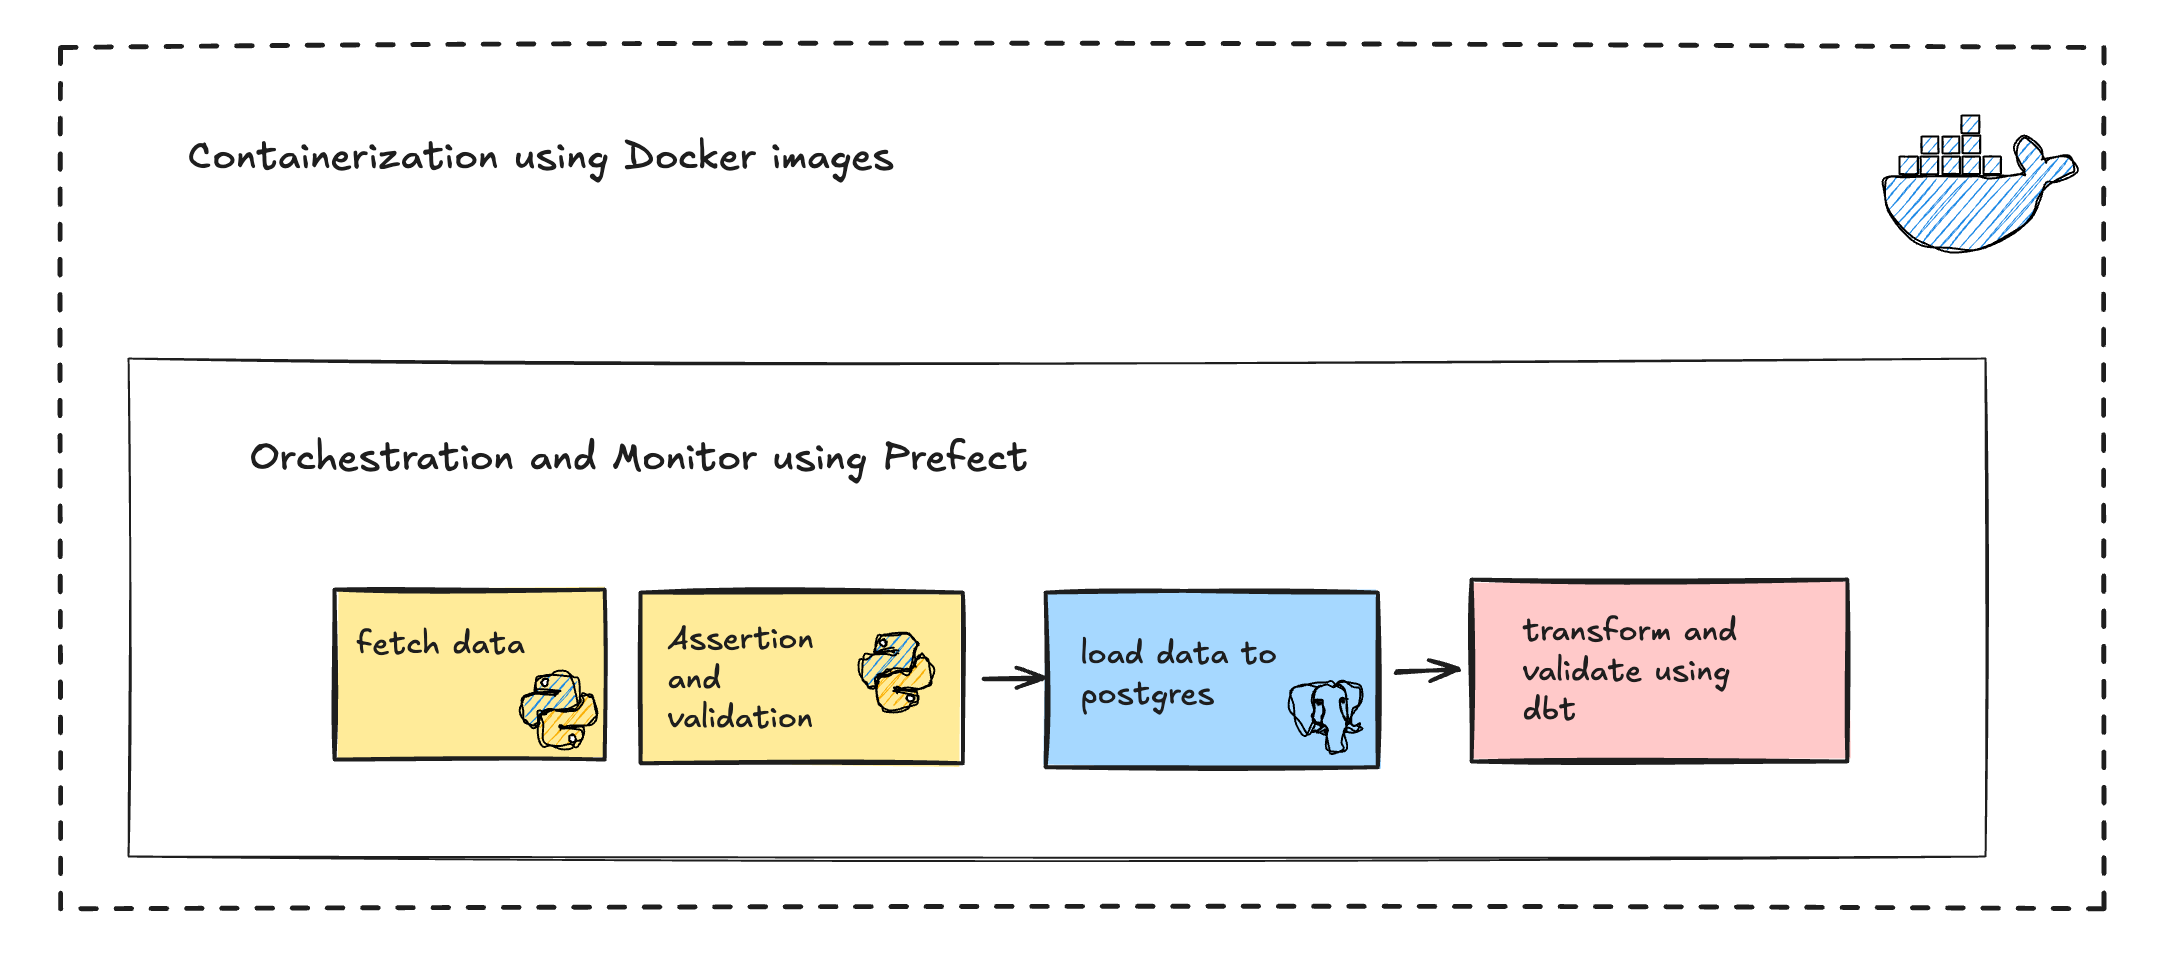 Containerization using Docker images
Orchestration and Monitor using Prefect
fetch data
Assertion
and
validation
load data to
postgres
transform and
validate using
dbt